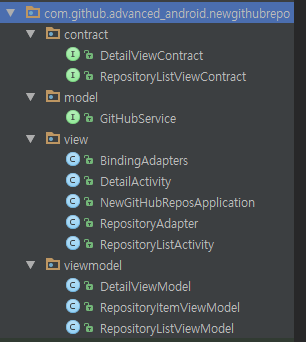 com.github.advanced_android.newgithubrepo
contract
I DetailViewContract
I RepositoryListViewContract
model
I GitHubService
view
C BindingAdapters
C DetailActivity
C NewGitHubReposApplication
C RepositoryAdapter
C RepositoryListActivity
viewmodel
C DetailViewModel
C RepositoryItemViewModel
C RepositoryListViewModel